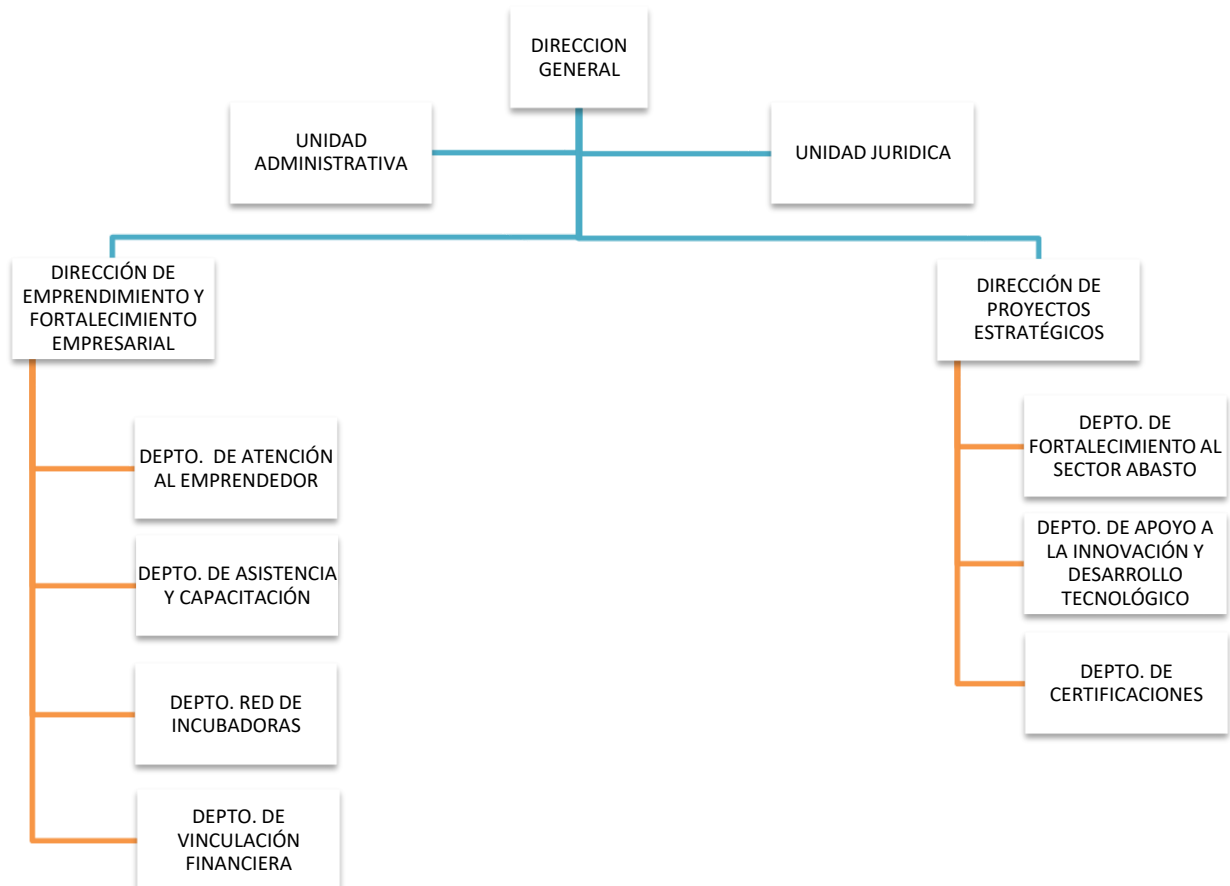 DIRECCION
GENERAL
UNIDAD
ADMINISTRATIVA
UNIDAD JURIDICA
DIRECCIÓN DE
EMPRENDIMIENTO Y
FORTALECIMIENTO
EMPRESARIAL
DEPTO.  DE ATENCIÓN
AL EMPRENDEDOR
DEPTO. DE ASISTENCIA
Y CAPACITACIÓN
DEPTO. RED DE
INCUBADORAS
DEPTO. DE
VINCULACIÓN
FINANCIERA
DIRECCIÓN DE
PROYECTOS
ESTRATÉGICOS
DEPTO. DE
FORTALECIMIENTO AL
SECTOR ABASTO
DEPTO. DE APOYO A
LA INNOVACIÓN Y
DESARROLLO
TECNOLÓGICO
DEPTO. DE
CERTIFICACIONES